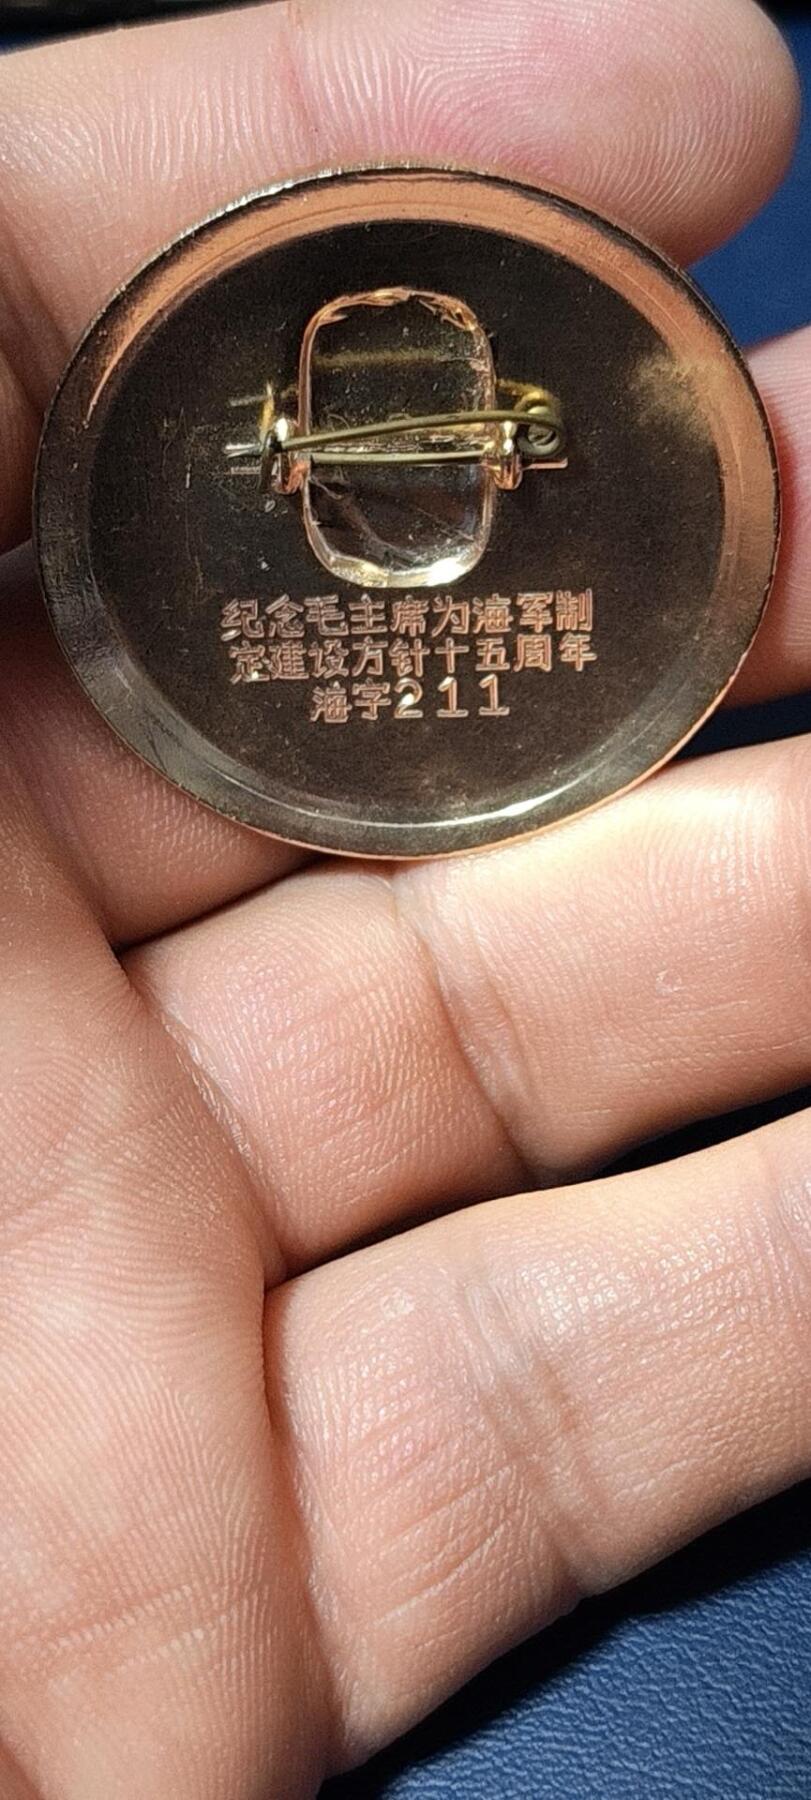 纪念毛主席为海军制
定建设方针十五周年
海字211